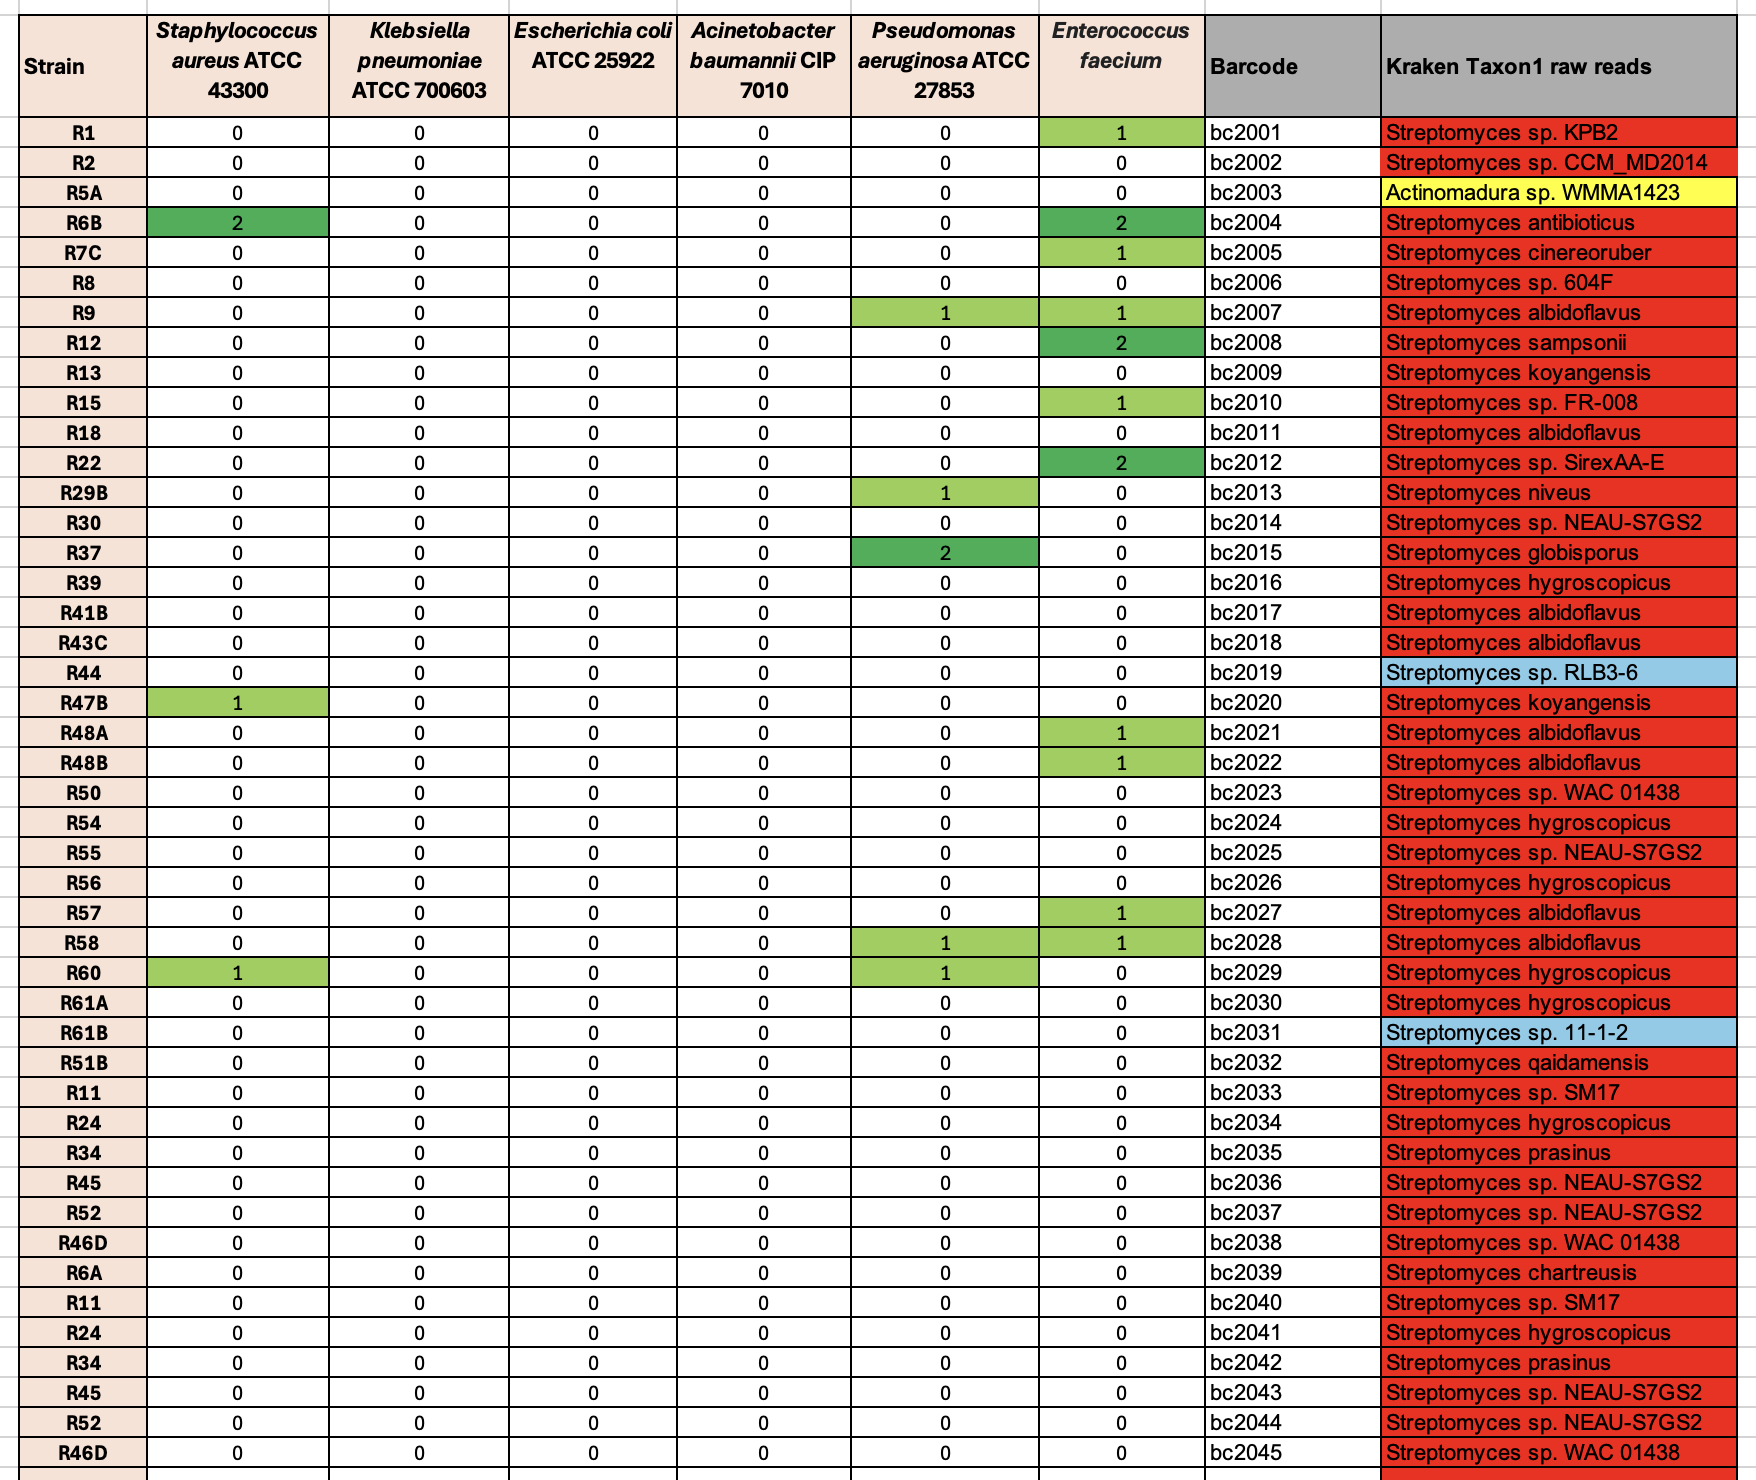 Strain | Staphylococcus aureus ATCC 43300 | Klebsiella pneumoniae ATCC 700603 | Escherichia coli ATCC 25922 | Acinetobacter baumannii CIP 7010 | Pseudomonas aeruginosa ATCC 27853 | Enterococcus faecium | Barcode | Kraken Taxon1 raw reads
R1 0 0 0 0 0 1 bc2001 Streptomyces sp. KPB2
R2 0 0 0 0 0 0 bc2002 Streptomyces sp. CCM_MD2014
R5A 0 0 0 0 0 0 bc2003 Actinomadura sp. WMMA1423
R6B 2 0 0 0 0 2 bc2004 Streptomyces antibioticus
R7C 0 0 0 0 0 1 bc2005 Streptomyces cinereoruber
R8 0 0 0 0 0 0 bc2006 Streptomyces sp. 604F
R9 0 0 0 0 1 1 bc2007 Streptomyces albidoflavus
R12 0 0 0 0 0 2 bc2008 Streptomyces sampsonii
R13 0 0 0 0 0 0 bc2009 Streptomyces koyangensis
R15 0 0 0 0 0 1 bc2010 Streptomyces sp. FR-008
R18 0 0 0 0 0 0 bc2011 Streptomyces albidoflavus
R22 0 0 0 0 0 2 bc2012 Streptomyces sp. SirexAA-E
R29B 0 0 0 0 1 0 bc2013 Streptomyces niveus
R30 0 0 0 0 0 0 bc2014 Streptomyces sp. NEAU-S7GS2
R37 0 0 0 0 2 0 bc2015 Streptomyces globisporus
R39 0 0 0 0 0 0 bc2016 Streptomyces hygroscopicus
R41B 0 0 0 0 0 0 bc2017 Streptomyces albidoflavus
R43C 0 0 0 0 0 0 bc2018 Streptomyces albidoflavus
R44 0 0 0 0 0 0 bc2019 Streptomyces sp. RLB3-6
R47B 1 0 0 0 0 0 bc2020 Streptomyces koyangensis
R48A 0 0 0 0 0 1 bc2021 Streptomyces albidoflavus
R48B 0 0 0 0 0 1 bc2022 Streptomyces albidoflavus
R50 0 0 0 0 0 0 bc2023 Streptomyces sp. WAC 01438
R54 0 0 0 0 0 0 bc2024 Streptomyces hygroscopicus
R55 0 0 0 0 0 0 bc2025 Streptomyces sp. NEAU-S7GS2
R56 0 0 0 0 0 0 bc2026 Streptomyces hygroscopicus
R57 0 0 0 0 0 1 bc2027 Streptomyces albidoflavus
R58 0 0 0 0 1 1 bc2028 Streptomyces albidoflavus
R60 1 0 0 0 1 0 bc2029 Streptomyces hygroscopicus
R61A 0 0 0 0 0 0 bc2030 Streptomyces hygroscopicus
R61B 0 0 0 0 0 0 bc2031 Streptomyces sp. 11-1-2
R51B 0 0 0 0 0 0 bc2032 Streptomyces qaidamensis
R11 0 0 0 0 0 0 bc2033 Streptomyces sp. SM17
R24 0 0 0 0 0 0 bc2034 Streptomyces hygroscopicus
R34 0 0 0 0 0 0 bc2035 Streptomyces prasinus
R45 0 0 0 0 0 0 bc2036 Streptomyces sp. NEAU-S7GS2
R52 0 0 0 0 0 0 bc2037 Streptomyces sp. NEAU-S7GS2
R46D 0 0 0 0 0 0 bc2038 Streptomyces sp. WAC 01438
R6A 0 0 0 0 0 0 bc2039 Streptomyces chartreusis
R11 0 0 0 0 0 0 bc2040 Streptomyces sp. SM17
R24 0 0 0 0 0 0 bc2041 Streptomyces hygroscopicus
R34 0 0 0 0 0 0 bc2042 Streptomyces prasinus
R45 0 0 0 0 0 0 bc2043 Streptomyces sp. NEAU-S7GS2
R52 0 0 0 0 0 0 bc2044 Streptomyces sp. NEAU-S7GS2
R46D 0 0 0 0 0 0 bc2045 Streptomyces sp. WAC 01438